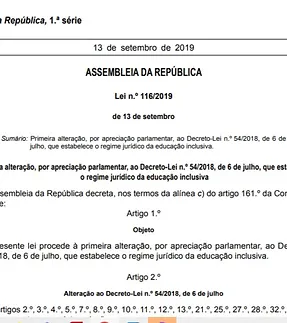 a República, 1.ª série
13 de setembro de 2019
ASSEMBLEIA DA REPÚBLICA
Lei n.º 116/2019
de 13 de setembro
Sumário: Primeira alteração, por apreciação parlamentar, ao Decreto-Lei n.º 54/2018, de 6 de
julho, que estabelece o regime jurídico da educação inclusiva.
a alteração, por apreciação parlamentar, ao Decreto-Lei n.º 54/2018, de 6 de julho, que est
o regime jurídico da educação inclusiva
sembleia da República decreta, nos termos da alínea c) do artigo 161.º da Con
e:
Artigo 1.º
Objeto
esente lei procede à primeira alteração, por apreciação parlamentar, ao De
18, de 6 de julho, que estabelece o regime jurídico da educação inclusiva.
Artigo 2.º
Alteração ao Decreto-Lei n.º 54/2018, de 6 de julho
rtigos 2.º, 3.º, 4.º, 5.º, 7.º, 8.º, 9.º, 10.º, 11.º, 12.º, 13.º, 21.º, 25.º, 27.º, 28.º, 32.º,